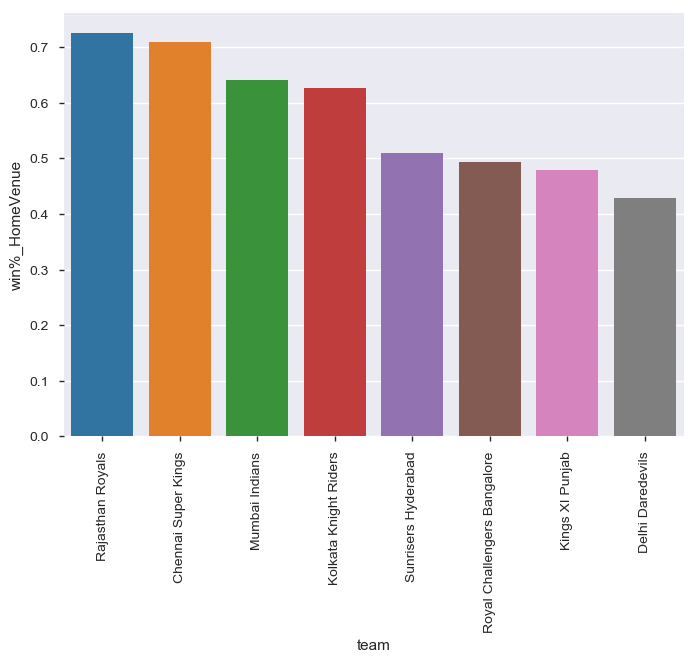 win%_HomeVenue
0.7
0.6
0.5
0.4
0.3
0.2
0.1
0.0
Rajasthan Royals
Chennai Super Kings
Mumbai Indians
Kolkata Knight Riders
Sunrisers Hyderabad
Royal Challengers Bangalore
Kings XI Punjab
Delhi Daredevils
team